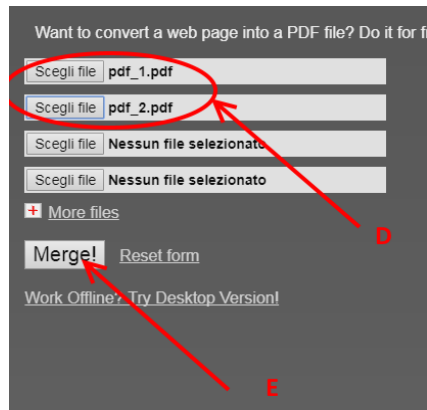 Want to convert a web page into a PDF file? Do it for f
Scegli file pdf_1.pdf
Scegli file pdf_2.pdf
Scegli file Nessun file selezionato
Scegli file Nessun file selezionato
+ More files
D
Merge! Reset form
Work Offline? Try Desktop Version!
E